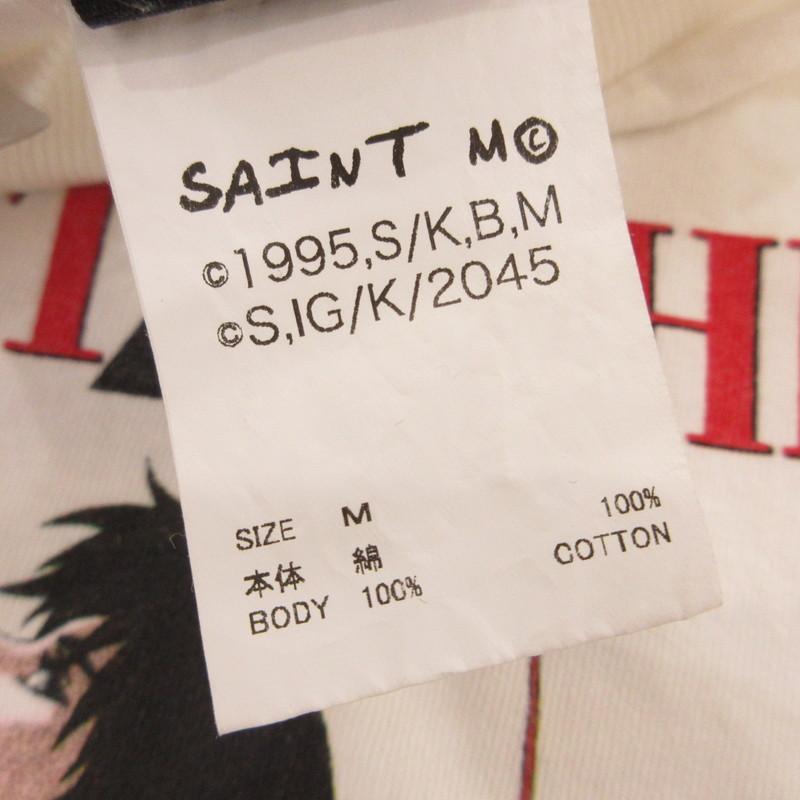 SAINT M©
©1995,S/K,B,M
©S,IG/K/2045
H
SIZE M
本体 綿 100%
BODY 100% COTTON